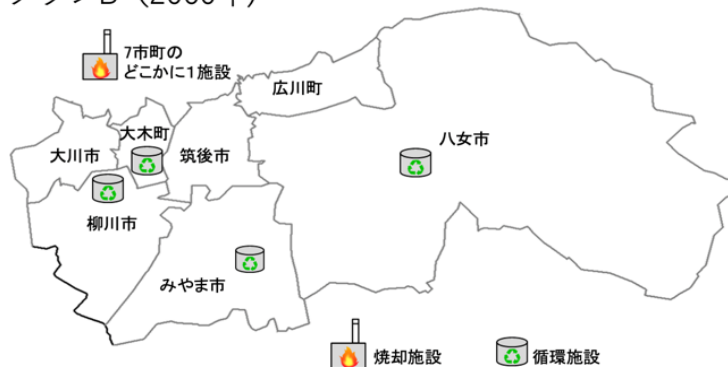 7市町の
どこかに1施設
広川町
大木町
大川市
筑後市
八女市
柳川市
みやま市
焼却施設
循環施設